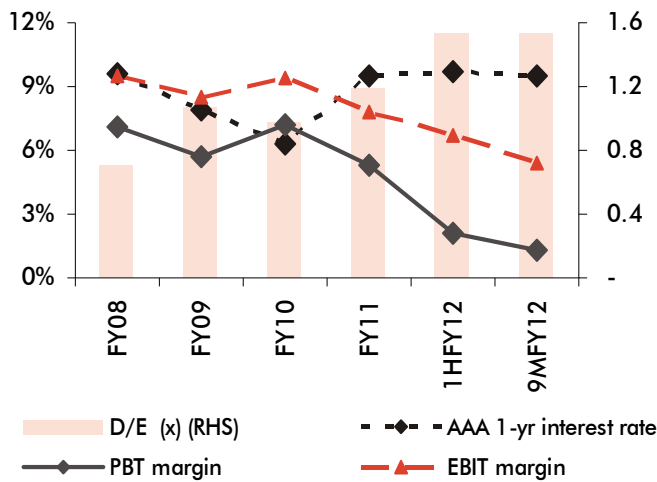 12%
9%
6%
3%
0%
1.6
1.2
0.8
0.4
-
FY08
FY09
FY10
FY11
1HFY12
9MFY12
D/E (x) (RHS)
AAA 1-yr interest rate
PBT margin
EBIT margin